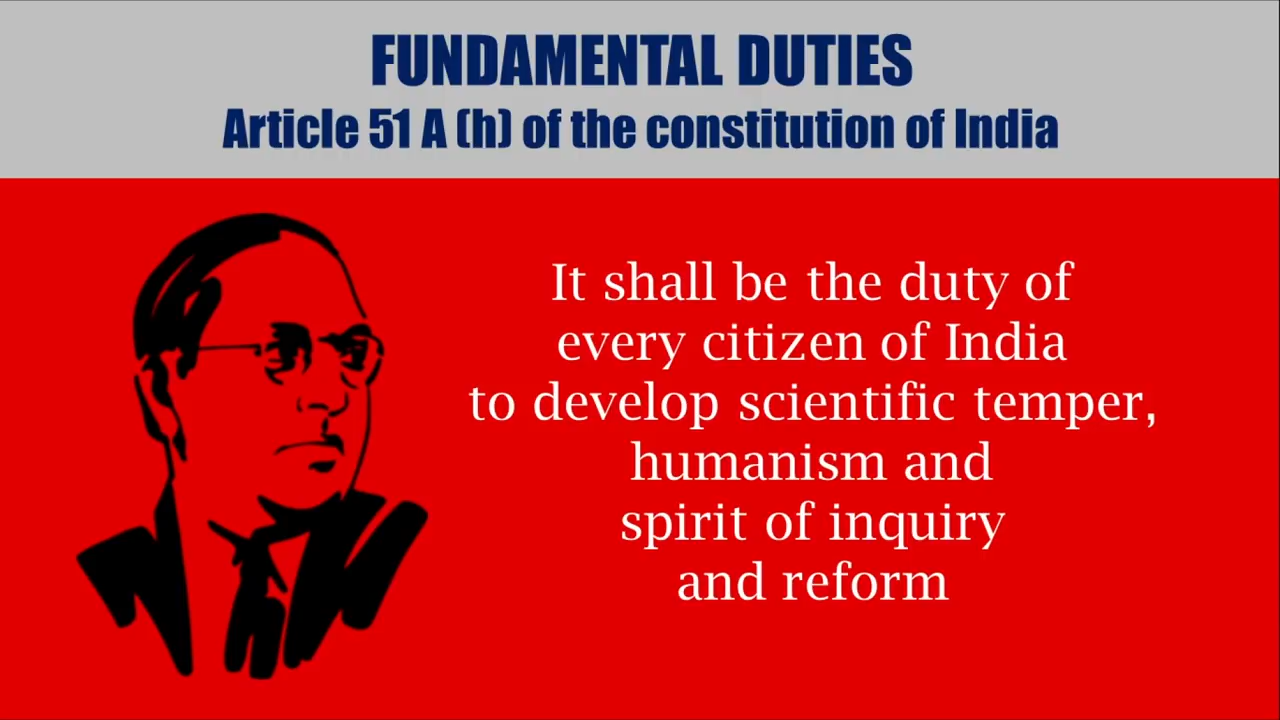 FUNDAMENTAL DUTIES
Article 51 A (h) of the constitution of India
It shall be the duty of
every citizen of India
to develop scientific temper,
humanism and
spirit of inquiry
and reform